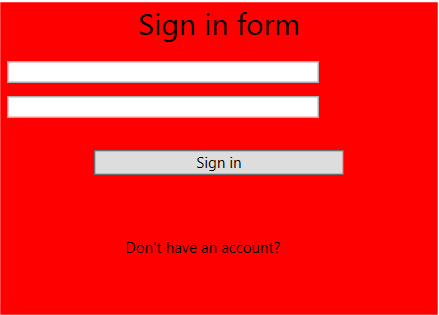 Sign in form
Sign in
Don't have an account?